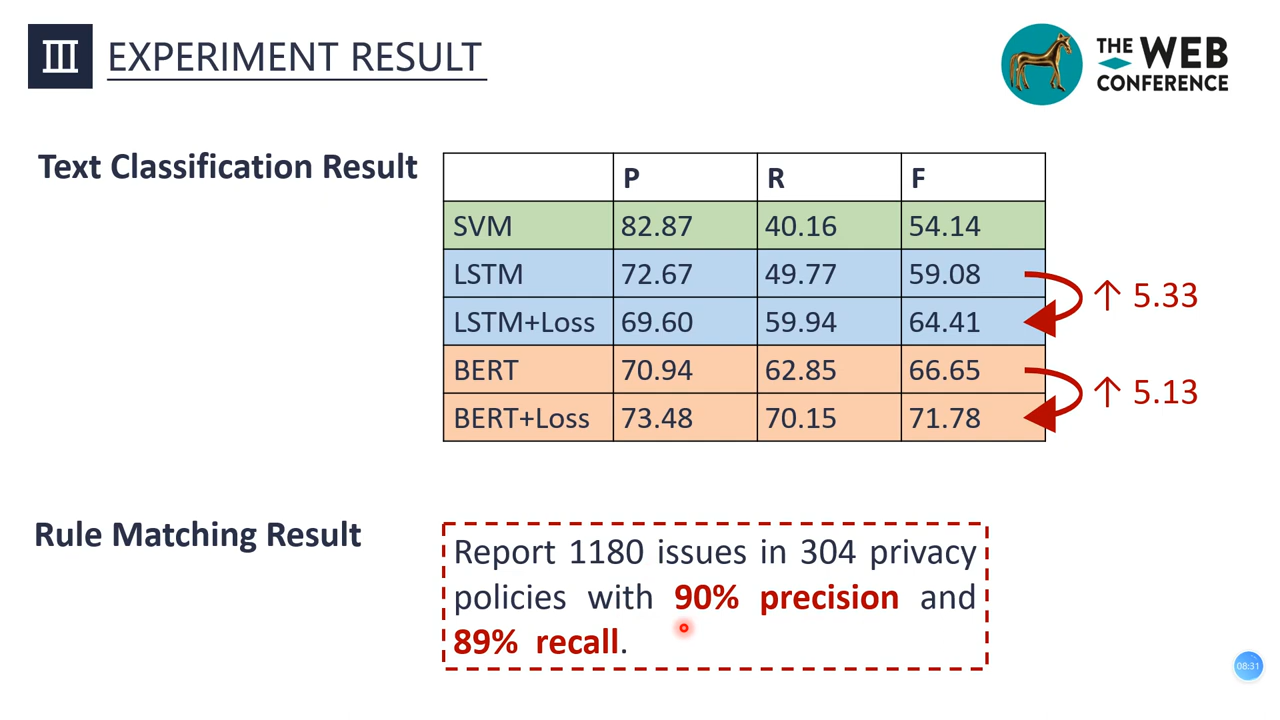 III EXPERIMENT RESULT
THE WEB
CONFERENCE
Text Classification Result
P R F
SVM 82.87 40.16 54.14
LSTM 72.67 49.77 59.08
LSTM+Loss 69.60 59.94 64.41
↑ 5.33
BERT 70.94 62.85 66.65
BERT+Loss 73.48 70.15 71.78
↑ 5.13
Rule Matching Result
Report 1180 issues in 304 privacy
policies with 90% precision and
89% recall.
08:31